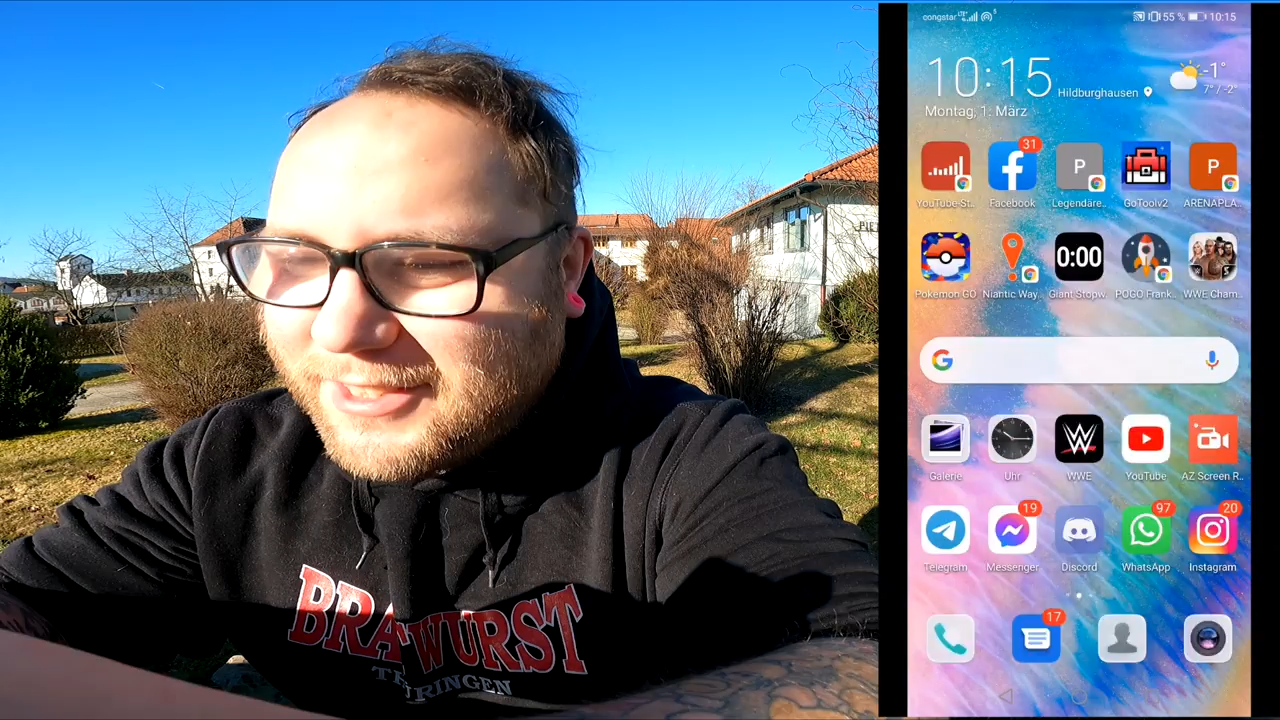 BRATWURST
THÜRINGEN
congstar
55 % 10:15
10:15
Hildburghausen
-1°
7° / -2°
Montag, 1. März
31
P
P
YouTube-St..
Facebook
Legendäre..
GoToolv2
ARENAPLA..
0:00
Pokémon GO
Niantic Way..
Giant Stopw..
POGO Frank..
WWE Cham..
G
W
Galerie
Uhr
WWE
YouTube
AZ Screen R..
19
97
20
Telegram
Messenger
Discord
WhatsApp
Instagram
17